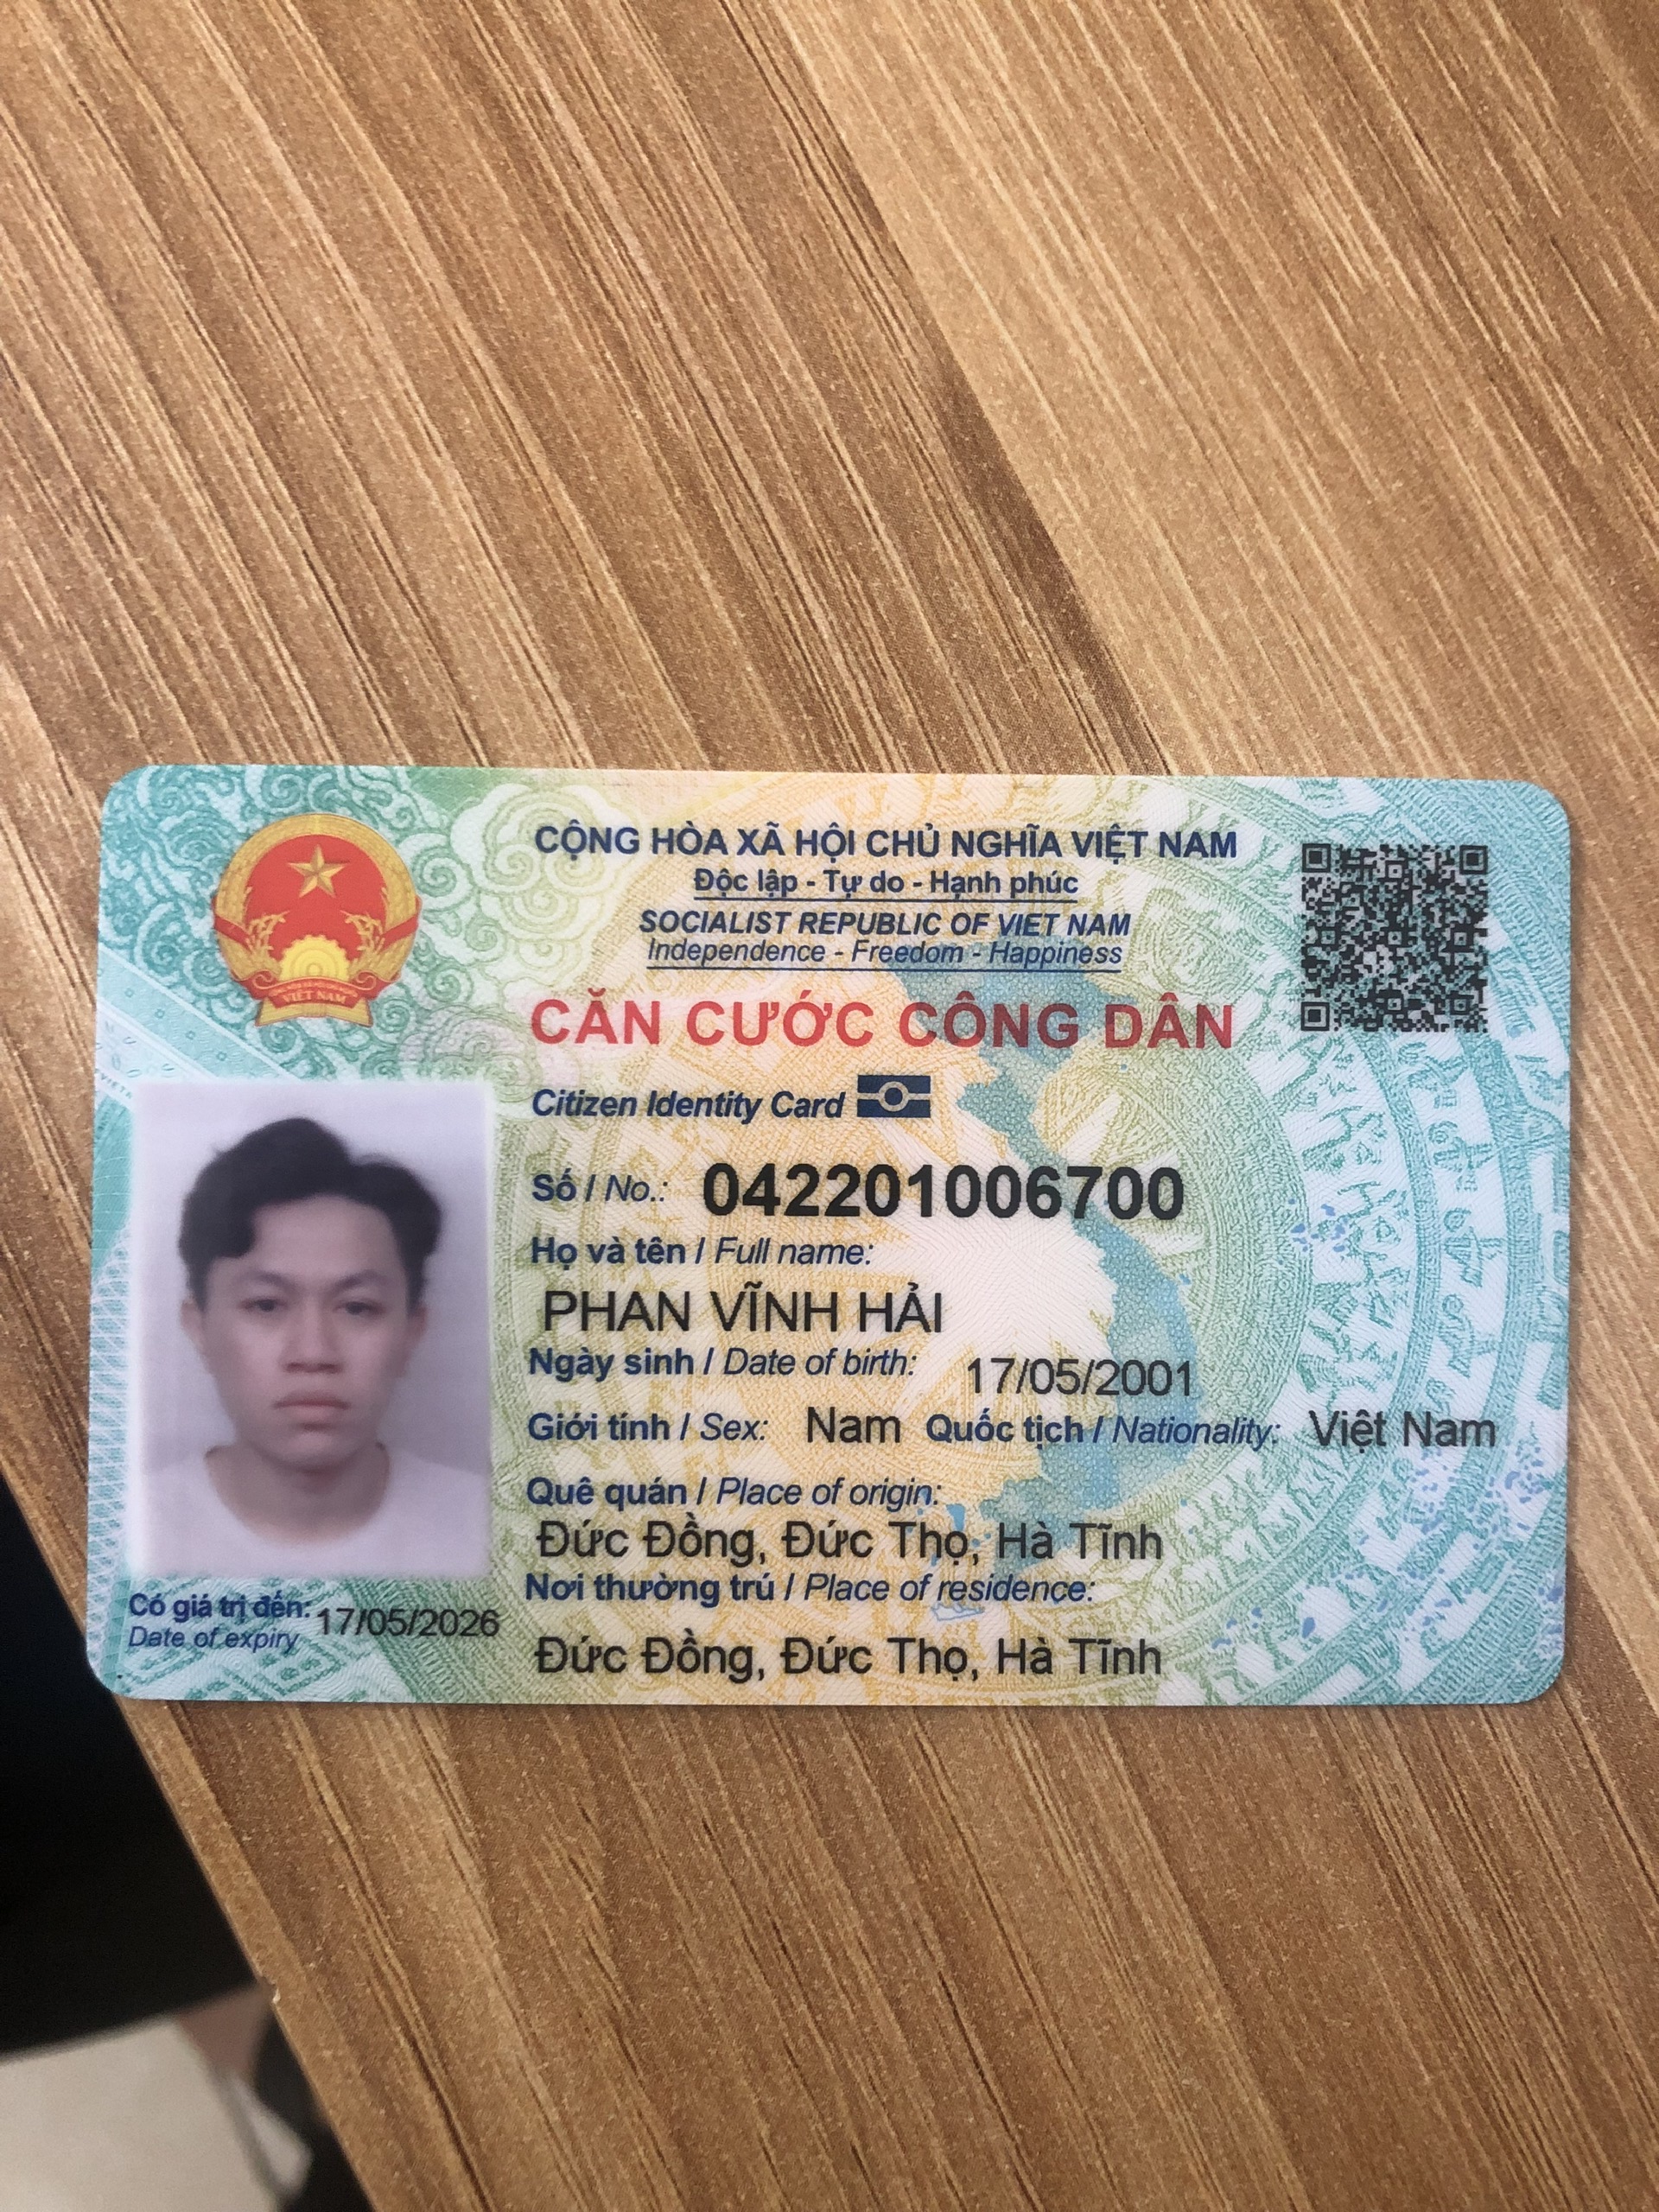 CỘNG HÒA XÃ HỘI CHỦ NGHĨA VIỆT NAM
Độc lập - Tự do - Hạnh phúc
SOCIALIST REPUBLIC OF VIET NAM
Independence - Freedom - Happiness
CĂN CƯỚC CÔNG DÂN
Citizen Identity Card
Số / No.: 042201006700
Họ và tên / Full name:
PHAN VĨNH HẢI
Ngày sinh / Date of birth: 17/05/2001
Giới tính / Sex: Nam Quốc tịch / Nationality: Việt Nam
Quê quán / Place of origin:
Đức Đồng, Đức Thọ, Hà Tĩnh
Nơi thường trú / Place of residence:
Đức Đồng, Đức Thọ, Hà Tĩnh
Có giá trị đến: 17/05/2026
Date of expiry
VIỆT NAM